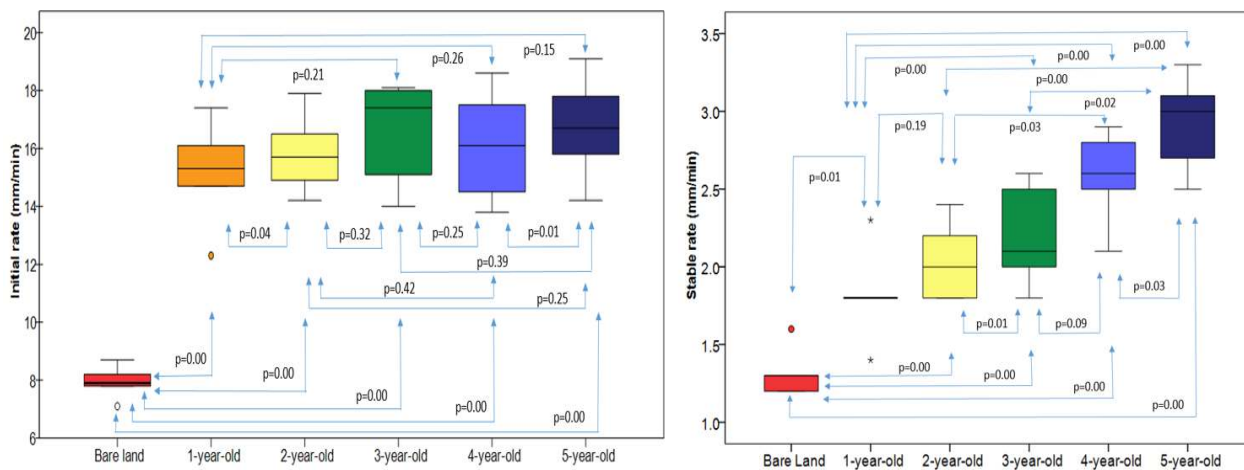 20
18
16
14
12
10
8
6
Initial rate (mm/min)
p=0.15
p=0.26
p=0.21
p=0.04
p=0.32
p=0.25
p=0.01
p=0.39
p=0.42
p=0.25
p=0.00
p=0.00
p=0.00
p=0.00
p=0.00
Bare land
1-year-old
2-year-old
3-year-old
4-year-old
5-year-old
3.5
3.0
2.5
2.0
1.5
1.0
Stable rate (mm/min)
p=0.00
p=0.00
p=0.00
p=0.00
p=0.02
p=0.19
p=0.03
p=0.01
*
p=0.03
p=0.01
p=0.09
*
p=0.00
p=0.00
p=0.00
p=0.00
Bare Land
1-year-old
2-year-old
3-year-old
4-year-old
5-year-old